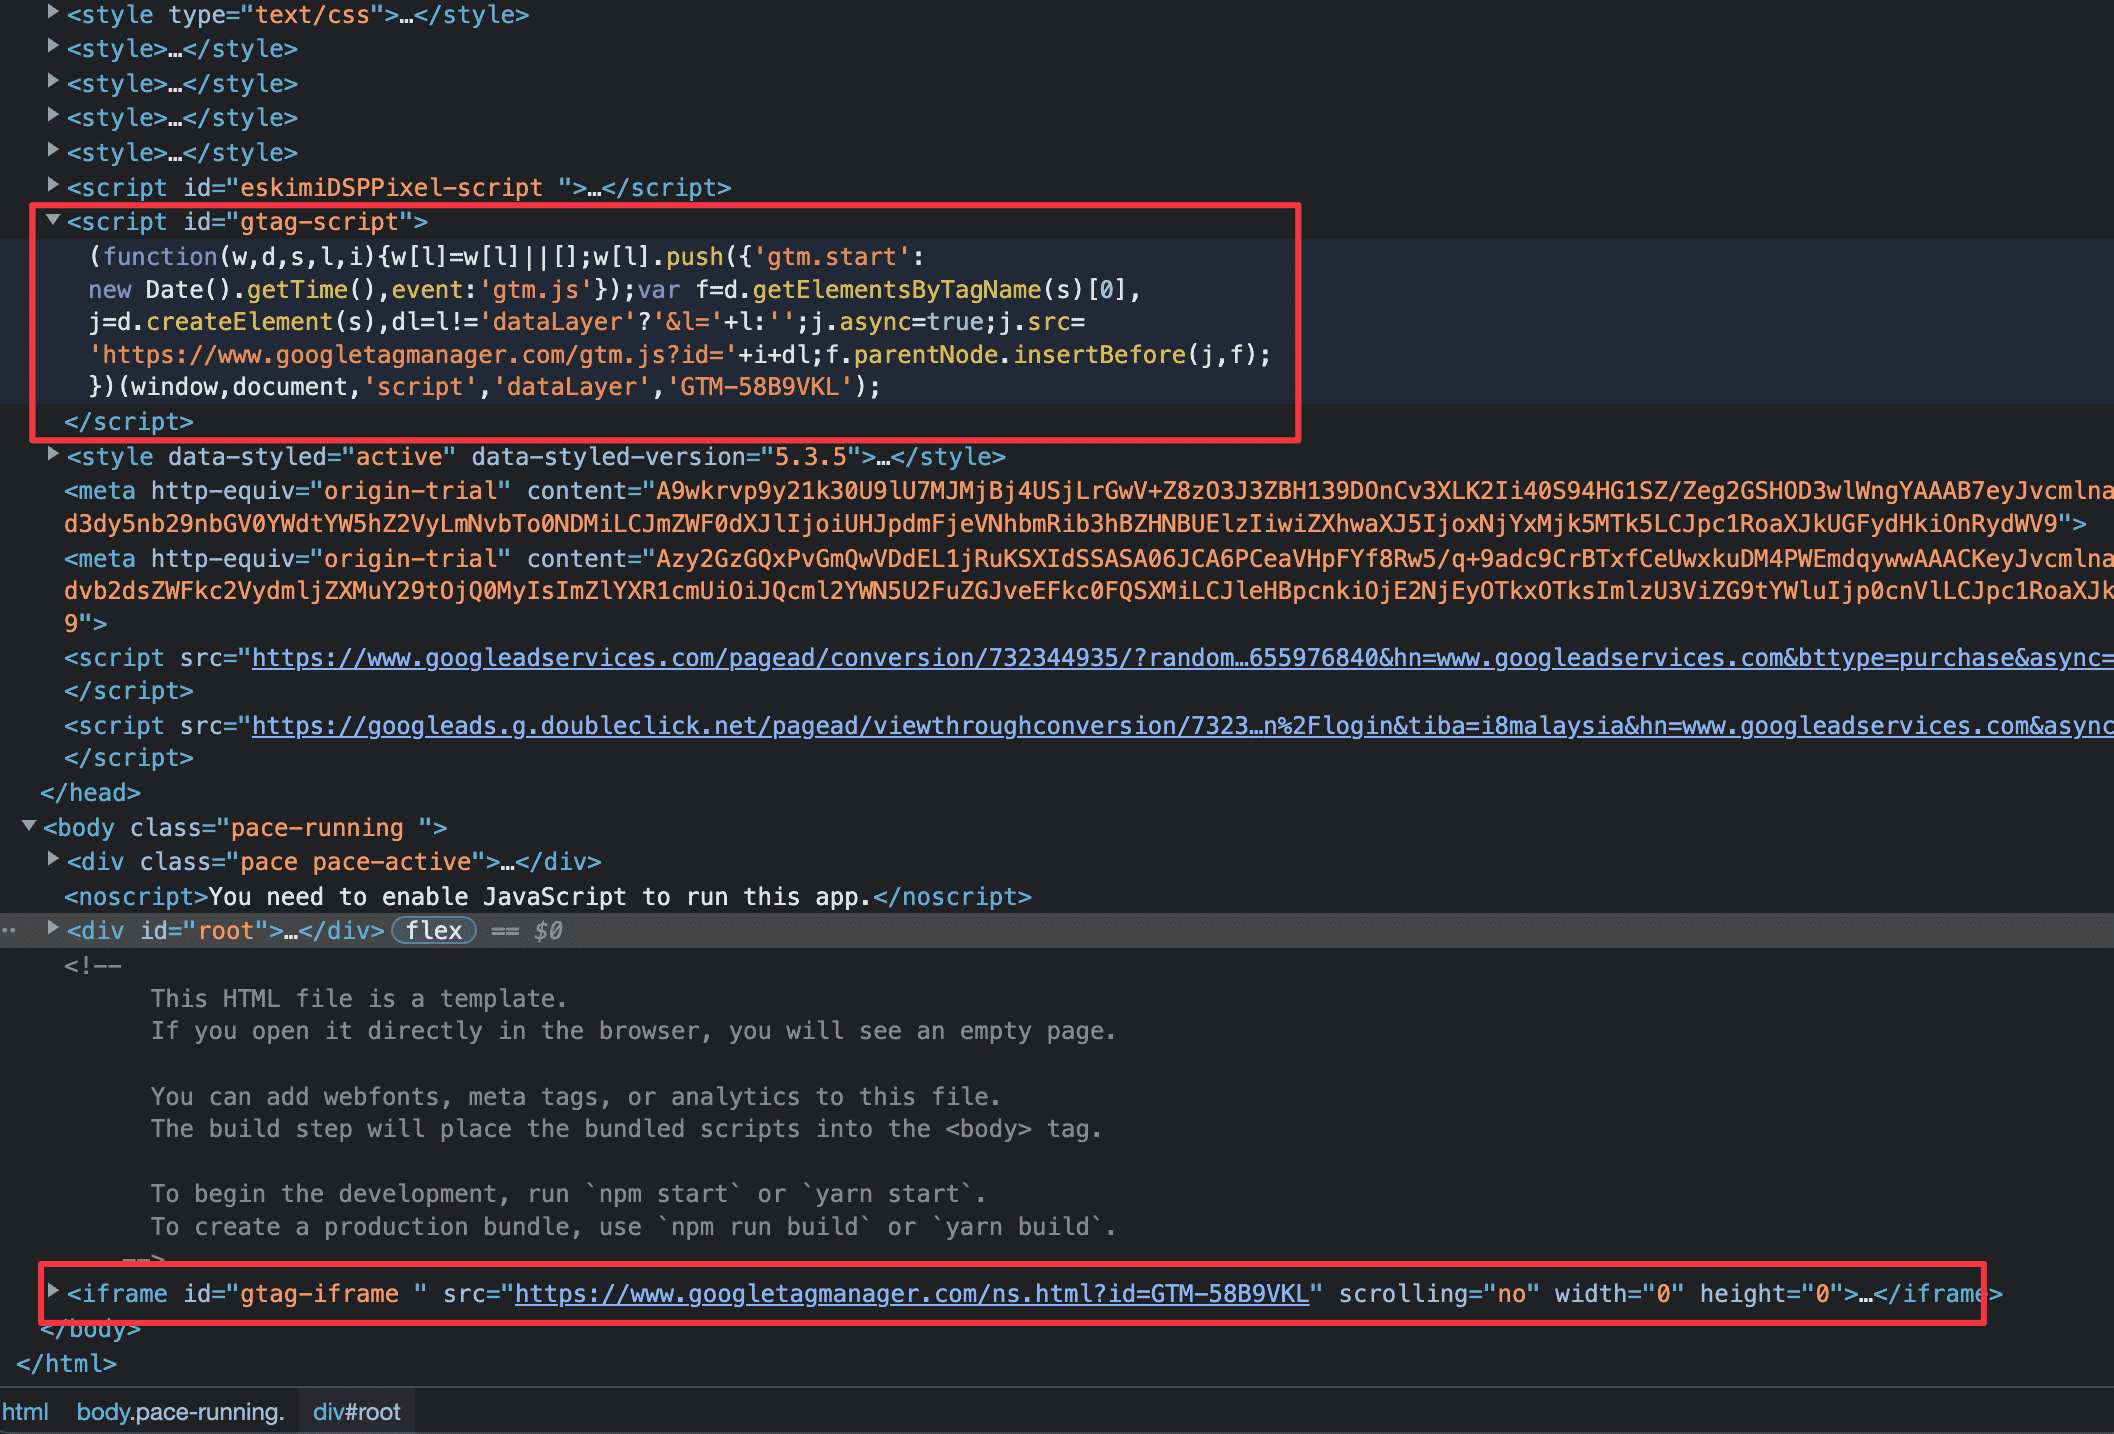 <style type="text/css">…</style>
<style>…</style>
<style>…</style>
<style>…</style>
<style>…</style>
<script id="eskimiDSPPixel-script ">…</script>
<script id="gtag-script">
(function(w,d,s,l,i){w[l]=w[l]||[];w[l].push({'gtm.start':
new Date().getTime(),event:'gtm.js'});var f=d.getElementsByTagName(s)[0],
j=d.createElement(s),dl=l!='dataLayer'?'&l='+l:'';j.async=true;j.src=
'https://www.googletagmanager.com/gtm.js?id='+i+dl;f.parentNode.insertBefore(j,f);
})(window,document,'script','dataLayer','GTM-58B9VKL');
</script>
<style data-styled="active" data-styled-version="5.3.5">…</style>
<meta http-equiv="origin-trial" content="A9wkrvp9y21k30U9lU7MJMjBj4USjLrGwV+Z8zO3J3ZBH139DOnCv3XLK2Ii40S94HG1SZ/Zeg2GSHOD3wlWngYAAAB7eyJvcmlna
d3dy5nb29nbGV0YWdtYW5hZ2VyLmNvbTo0NDMiLCJmZWF0dXJlIjoiUHJpdmFjeVNhbmRib3hBZHNBUElzIiwiZXhwaXJ5IjoxNjYxMjk5MTk5LCJpc1RoaXJkUGFydHkiOnRydWV9">
<meta http-equiv="origin-trial" content="Azy2GzGQxPvGmQwVDdEL1jRuKSXIdSSASA06JCA6PCeaVHpFYf8Rw5/q+9adc9CrBTxfCeUwxkuDM4PWEmdqywwAAACKeyJvcmlna
dvb2dsZWFkc2VydmljZXMuY29tOjQ0MyIsImZlYXR1cmUiOiJQcml2YWN5U2FuZGJveEFkc0FQSXMiLCJleHBpcnkiOjE2NjEyOTkxOTksImlzU3ViZG9tYWluIjp0cnVlLCJpc1RoaXJk
9">
<script src="https://www.googleadservices.com/pagead/conversion/732344935/?random…655976840&hn=www.googleadservices.com&bttype=purchase&async=
</script>
<script src="https://googleads.g.doubleclick.net/pagead/viewthroughconversion/7323…n%2Flogin&tiba=i8malaysia&hn=www.googleadservices.com&async
</script>
</head>
<body class="pace-running ">
<div class="pace pace-active">…</div>
<noscript>You need to enable JavaScript to run this app.</noscript>
<div id="root">…</div> flex == $0
<!--
This HTML file is a template.
If you open it directly in the browser, you will see an empty page.
You can add webfonts, meta tags, or analytics to this file.
The build step will place the bundled scripts into the <body> tag.
To begin the development, run `npm start` or `yarn start`.
To create a production bundle, use `npm run build` or `yarn build`.
-->
<iframe id="gtag-iframe " src="https://www.googletagmanager.com/ns.html?id=GTM-58B9VKL" scrolling="no" width="0" height="0">…</iframe>
</body>
</html>
html body.pace-running. div#root